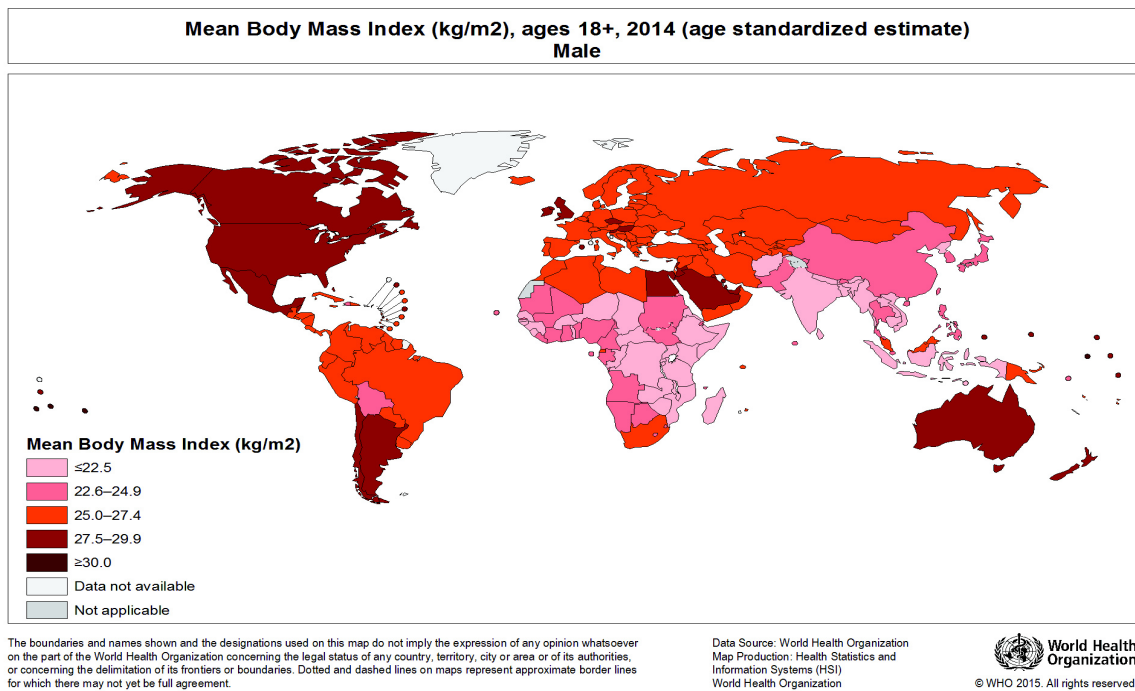 Mean Body Mass Index (kg/m2), ages 18+, 2014 (age standardized estimate)
Male
Mean Body Mass Index (kg/m2)
≤22.5
22.6–24.9
25.0–27.4
27.5–29.9
≥30.0
Data not available
Not applicable
The boundaries and names shown and the designations used on this map do not imply the expression of any opinion whatsoever
on the part of the World Health Organization concerning the legal status of any country, territory, city or area or of its authorities,
or concerning the delimitation of its frontiers or boundaries. Dotted and dashed lines on maps represent approximate border lines
for which there may not yet be full agreement.
Data Source: World Health Organization
Map Production: Health Statistics and
Information Systems (HSI)
World Health Organization
World Health
Organization
© WHO 2015. All rights reserved